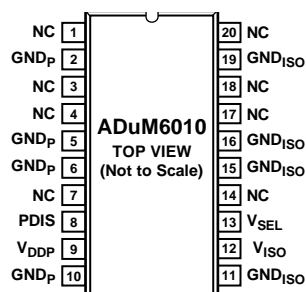 NC 1 20 NC
GNDP 2 19 GNDISO
NC 3 18 NC
NC 4 17 NC
ADuM6010
GNDP 5 16 GNDISO
TOP VIEW
GNDP 6 (Not to Scale) 15 GNDISO
NC 7 14 NC
PDIS 8 13 VSEL
VDDP 9 12 VISO
GNDP 10 11 GNDISO